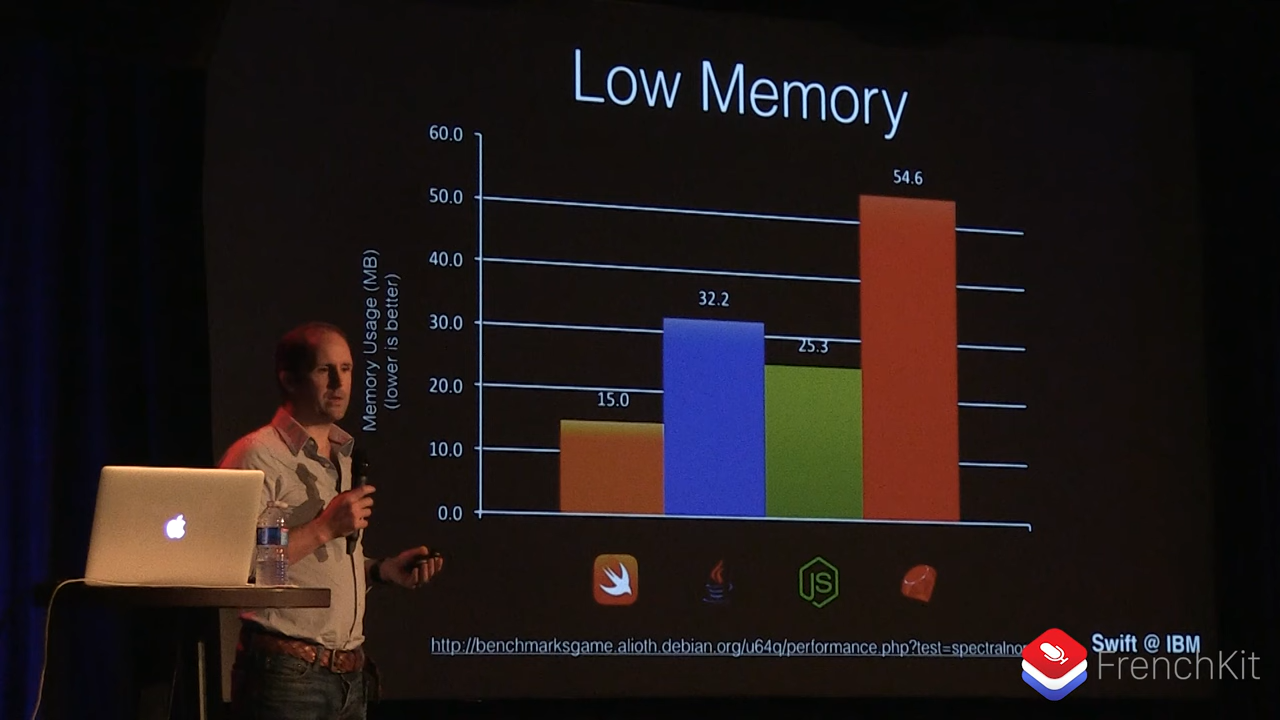 Low Memory
60.0
54.6
50.0
40.0
32.2
30.0
25.3
20.0
15.0
10.0
0.0
Memory Usage (MB)
(lower is better)
JS
http://benchmarksgame.alioth.debian.org/u64q/performance.php?test=spectralno
Swift @ IBM
FrenchKit